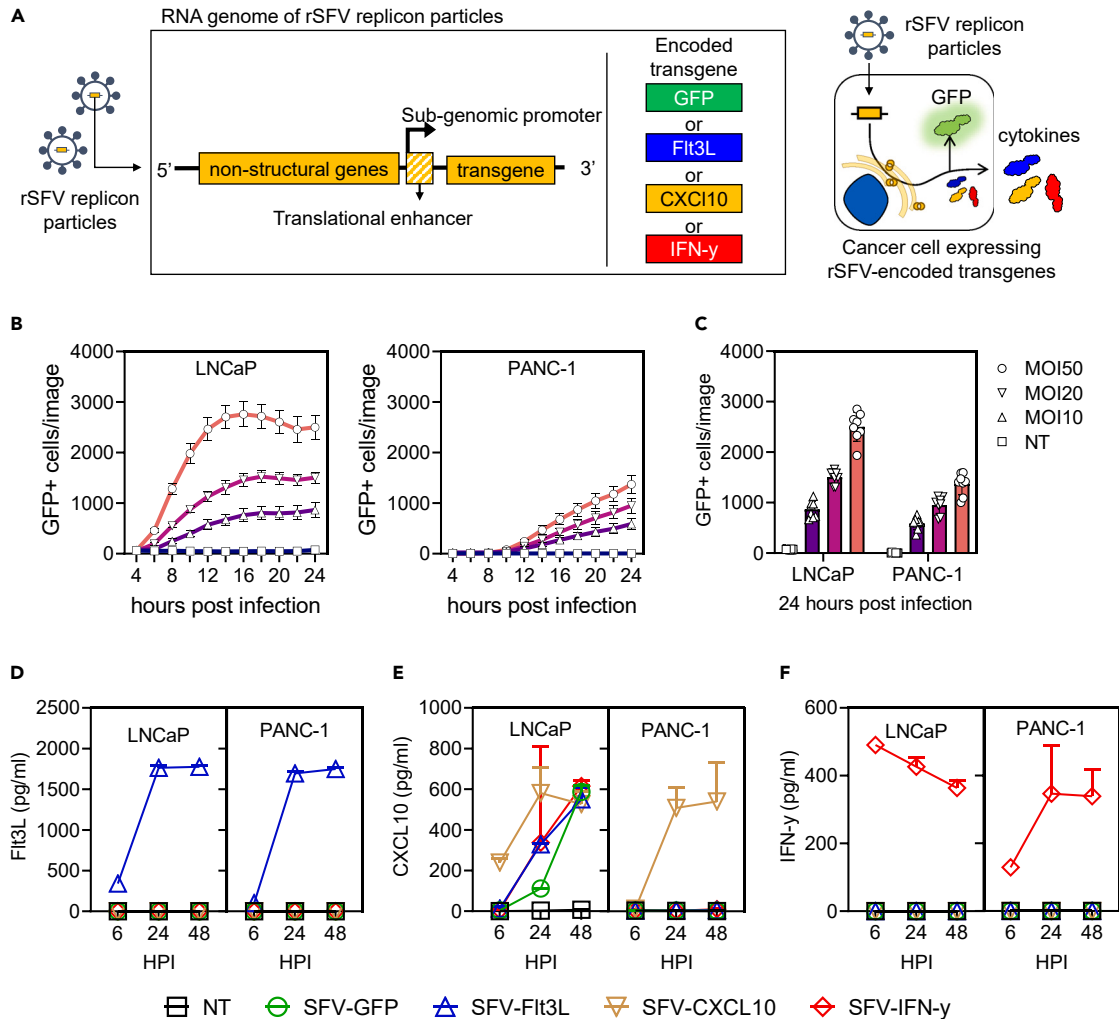 A
RNA genome of rSFV replicon particles
rSFV replicon
particles
5’
non-structural genes
Sub-genomic promoter
transgene
3’
Translational enhancer
Encoded
transgene
GFP
or
Flt3L
or
CXCl10
or
IFN-y
rSFV replicon
particles
GFP
cytokines
Cancer cell expressing
rSFV-encoded transgenes
B
LNCaP
GFP+ cells/image
4000
3000
2000
1000
0
4 8 12 16 20 24
hours post infection
PANC-1
GFP+ cells/image
4000
3000
2000
1000
0
4 8 12 16 20 24
hours post infection
C
GFP+ cells/image
4000
3000
2000
1000
0
LNCaP PANC-1
24 hours post infection
MOI50
MOI20
MOI10
NT
D
Flt3L (pg/ml)
2500
2000
1500
1000
500
0
LNCaP PANC-1
6 24 48 6 24 48
HPI HPI
E
CXCL10 (pg/ml)
1000
800
600
400
200
0
LNCaP PANC-1
6 24 48 6 24 48
HPI HPI
F
IFN-y (pg/ml)
600
400
200
0
LNCaP PANC-1
6 24 48 6 24 48
HPI HPI
NT SFV-GFP SFV-Flt3L SFV-CXCL10 SFV-IFN-y